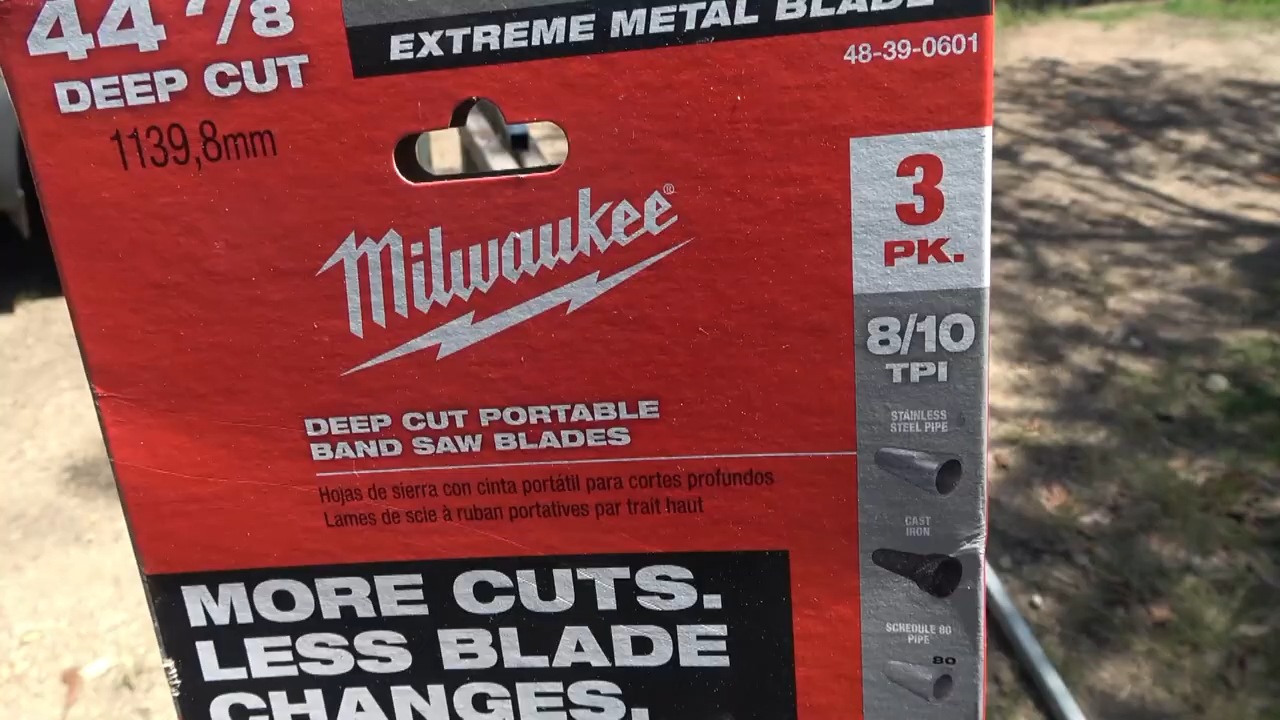 44 7/8
EXTREME METAL BLADE
DEEP CUT
48-39-0601
1139,8mm
3
PK.
Milwaukee®
8/10
TPI
DEEP CUT PORTABLE
BAND SAW BLADES
STAINLESS
STEEL PIPE
Hojas de sierra con cinta portátil para cortes profundos
Lames de scie à ruban portatives par trait haut
CAST
IRON
MORE CUTS.
LESS BLADE
CHANGES.
SCHEDULE 80
PIPE
80